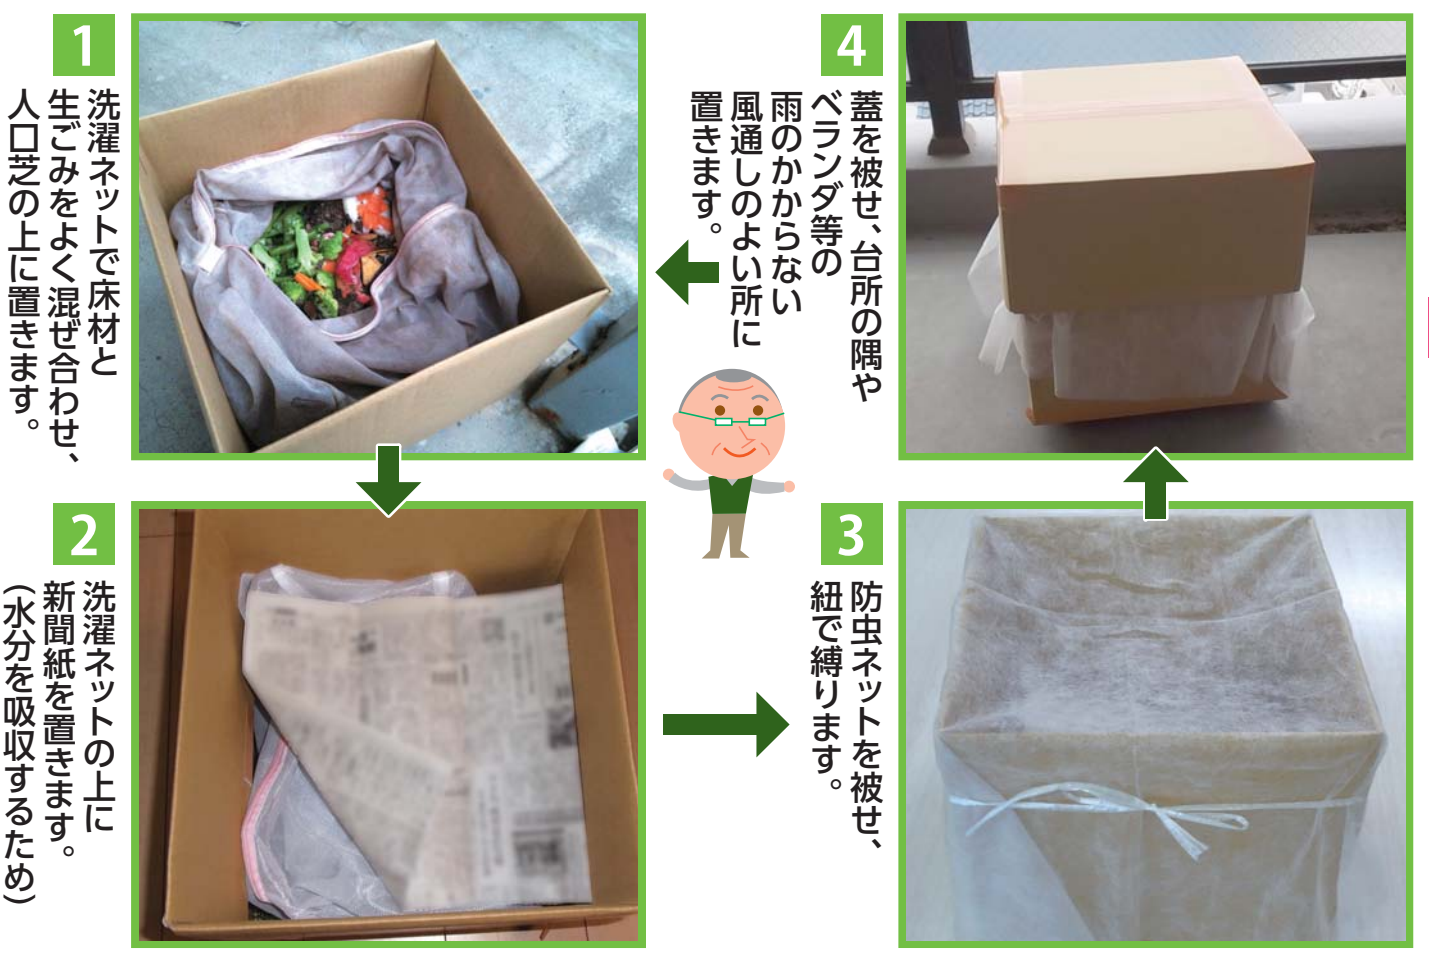 1
洗濯ネットで床材と
生ごみをよく混ぜ合わせ、
人口芝の上に置きます。
2
洗濯ネットの上に
新聞紙を置きます。
（水分を吸収するため）
3
防虫ネットを被せ、
紐で縛ります。
4
蓋を被せ、台所の隅や
ベランダ等の
雨のかからない
風通しのよい所に
置きます。